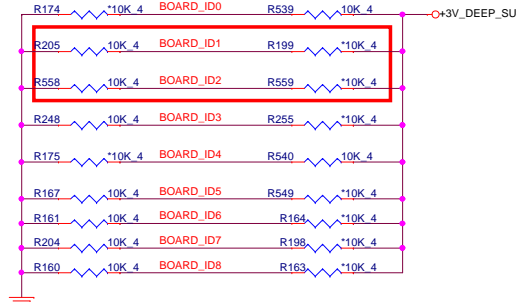 R174 *10K_4 BOARD_ID0 R539 10K_4 +3V_DEEP_SU
R205 10K_4 BOARD_ID1 R199 *10K_4
R558 10K_4 BOARD_ID2 R559 *10K_4
R248 10K_4 BOARD_ID3 R255 *10K_4
R175 *10K_4 BOARD_ID4 R540 10K_4
R167 10K_4 BOARD_ID5 R549 *10K_4
R161 10K_4 BOARD_ID6 R164 *10K_4
R204 10K_4 BOARD_ID7 R198 *10K_4
R160 10K_4 BOARD_ID8 R163 *10K_4